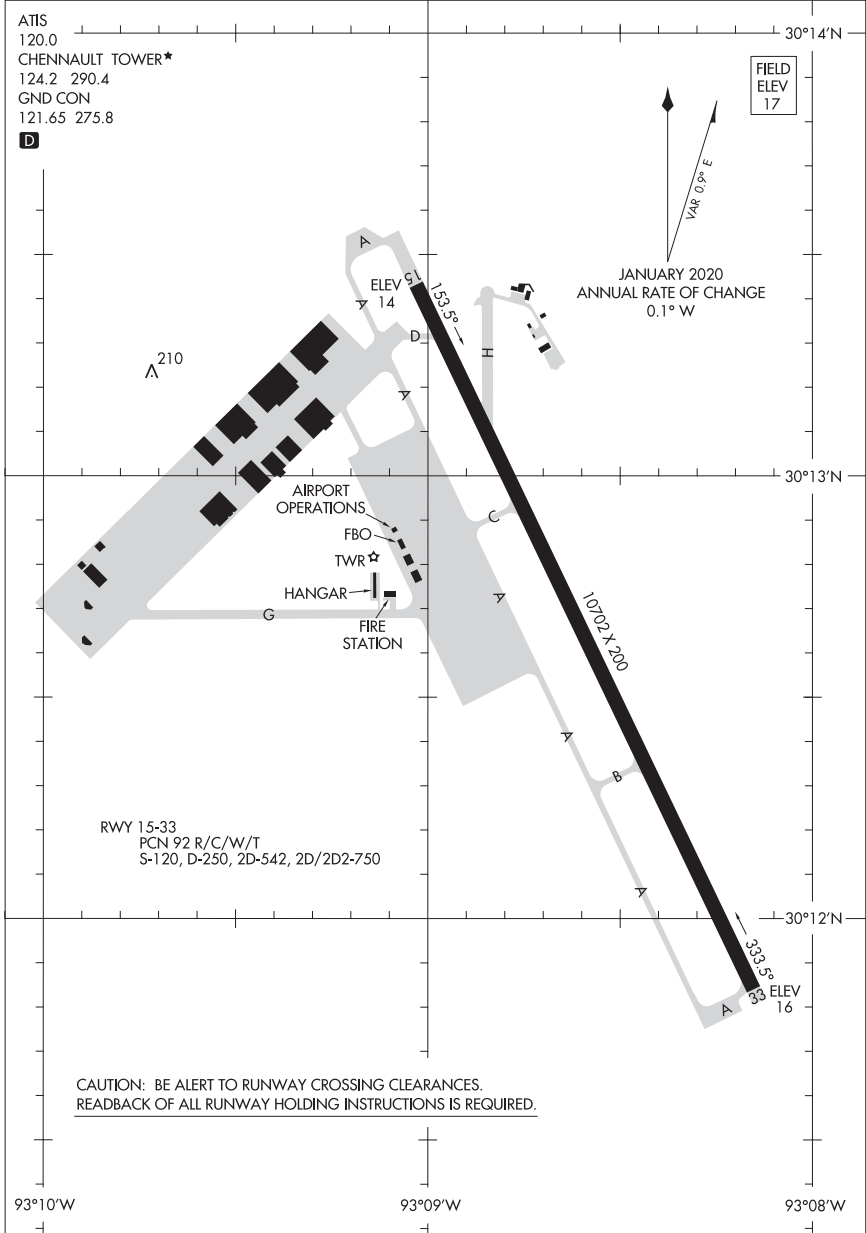 ATIS
120.0
CHENNAULT TOWER★
124.2 290.4
GND CON
121.65 275.8
D
30°14'N
FIELD
ELEV
17
VAR 0.9° E
JANUARY 2020
ANNUAL RATE OF CHANGE
0.1° W
A
15
ELEV
14
153.5°
A
D
H
210
A
30°13'N
AIRPORT
OPERATIONS
C
FBO
TWR
HANGAR
A
10702 X 200
G
FIRE
STATION
A
B
RWY 15-33
PCN 92 R/C/W/T
S-120, D-250, 2D-542, 2D/2D2-750
A
30°12'N
333.5°
33
ELEV
16
A
CAUTION: BE ALERT TO RUNWAY CROSSING CLEARANCES.
READBACK OF ALL RUNWAY HOLDING INSTRUCTIONS IS REQUIRED.
93°10'W
93°09'W
93°08'W